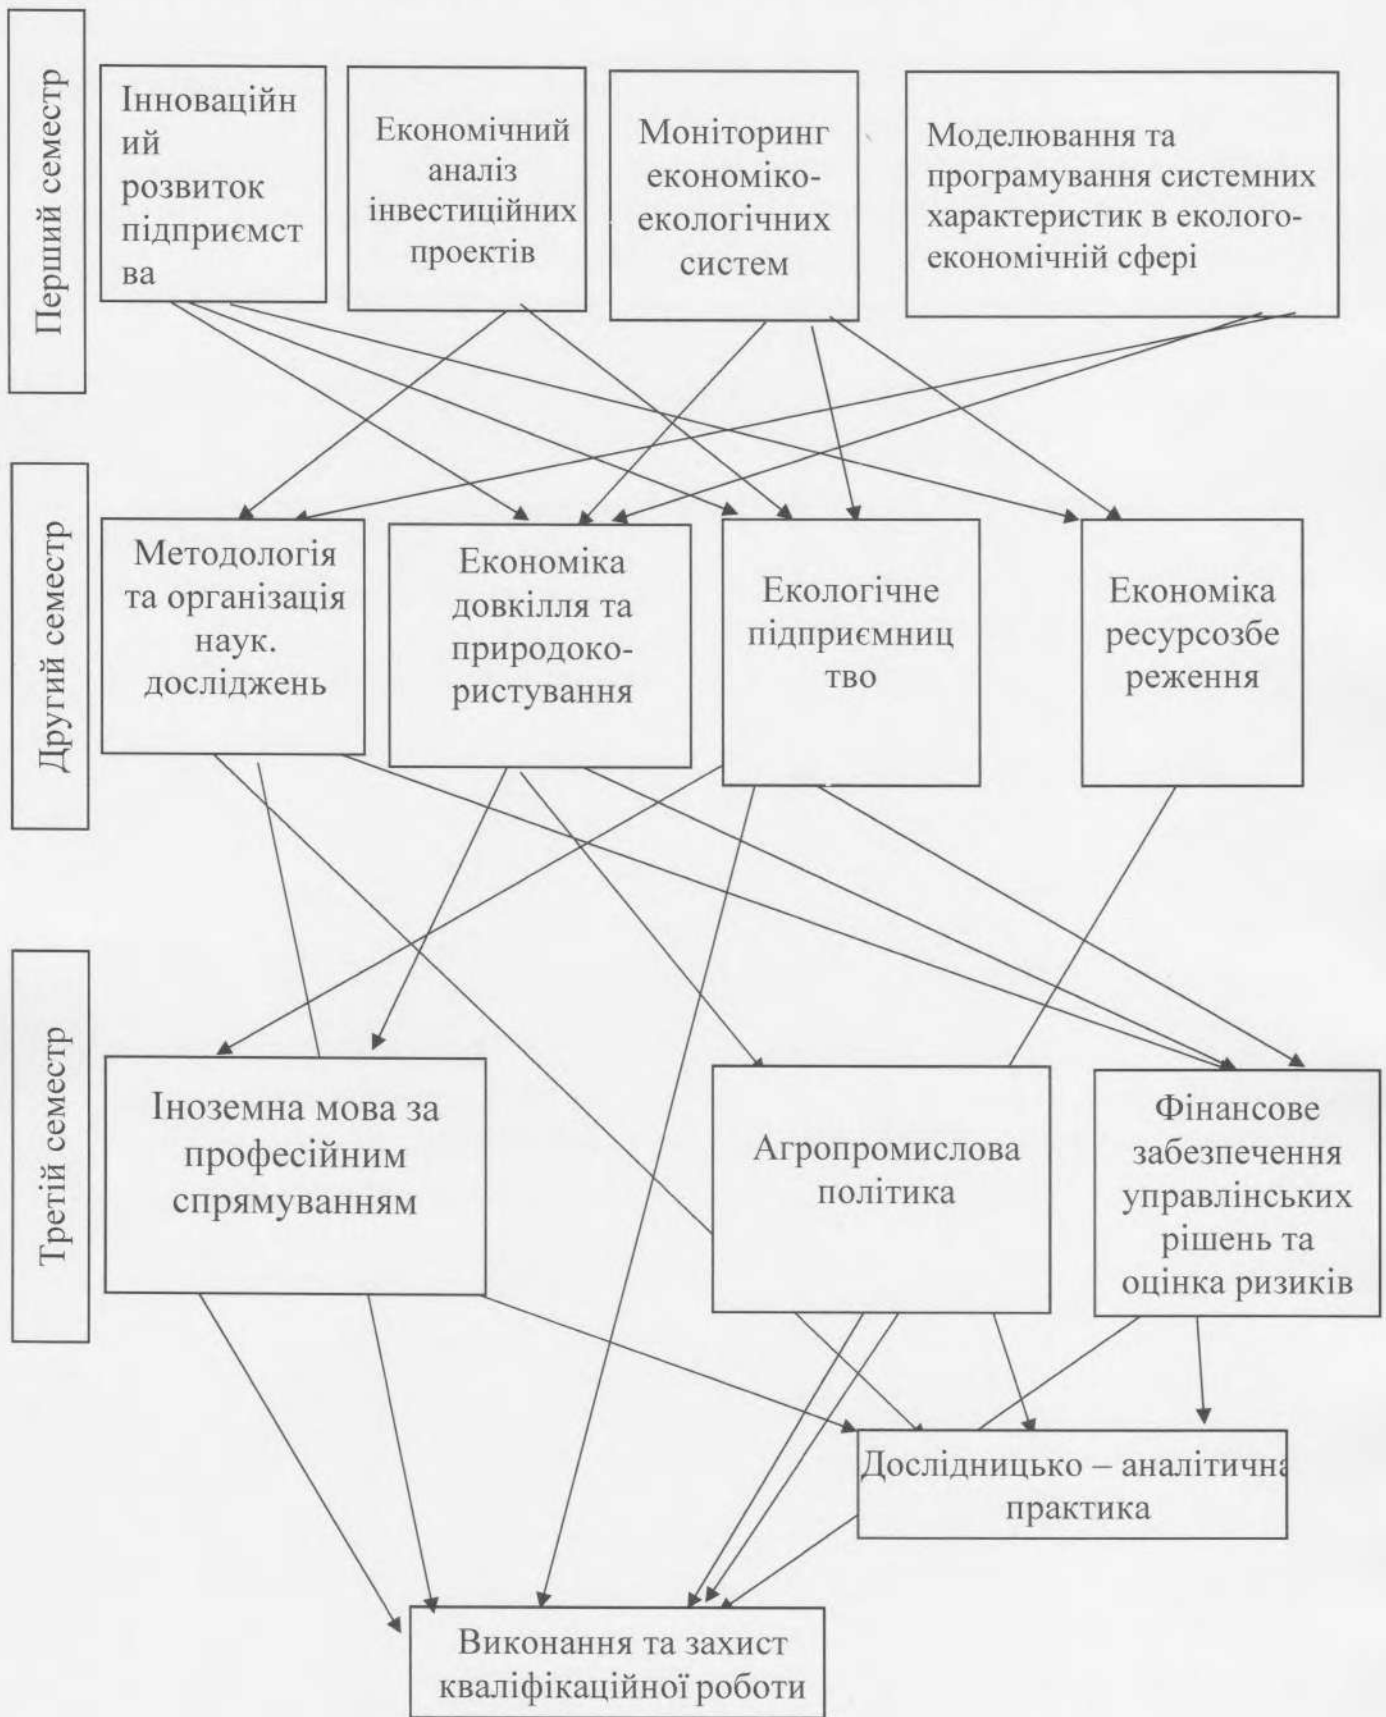 Перший семестр
Інноваційн
ий
розвиток
підприємст
ва
Економічний
аналіз
інвестиційних
проектів
Моніторинг
економіко-
екологічних
систем
Моделювання та
програмування системних
характеристик в еколого-
економічній сфері
Другий семестр
Методологія
та організація
наук.
досліджень
Економіка
довкілля та
природоко-
ристування
Екологічне
підприємниц
тво
Економіка
ресурсозбе
реження
Третій семестр
Іноземна мова за
професійним
спрямуванням
Агропромислова
політика
Фінансове
забезпечення
управлінських
рішень та
оцінка ризиків
Дослідницько – аналітична
практика
Виконання та захист
кваліфікаційної роботи